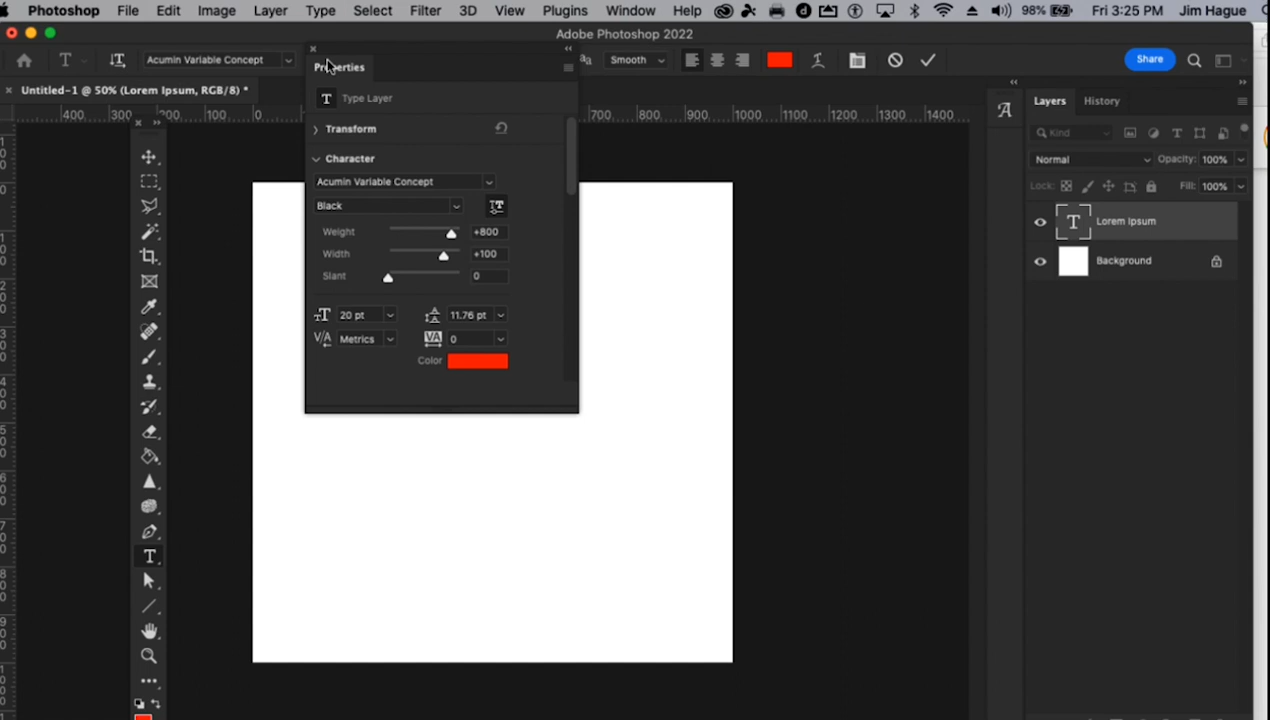 Photoshop File Edit Image Layer Type Select Filter 3D View Plugins Window Help 98% Fri 3:25 PM Jim Hague
Adobe Photoshop 2022
Acumin Variable Concept
aa Smooth
Share
Properties
Untitled-1 @ 50% (Lorem Ipsum, RGB/8) *
T Type Layer
Layers History
400 300 200 100 0 700 800 900 1000 1100 1200 1300 1400
Transform
Kind
Character
Normal Opacity: 100%
Acumin Variable Concept
Lock: Fill: 100%
Black
Lorem Ipsum
Weight +800
Width +100
Background
Slant 0
20 pt 11.76 pt
Metrics 0
Color